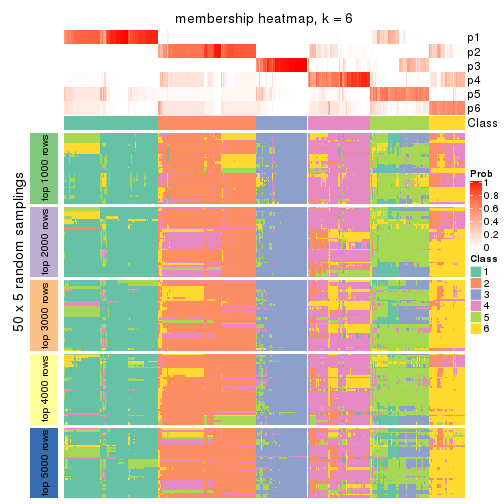 membership heatmap, k = 6
p1
p2
p3
p4
p5
p6
Class
50 x 5 random samplings
top 1000 rows
top 2000 rows
top 3000 rows
top 4000 rows
top 5000 rows
Prob
1
0.8
0.6
0.4
0.2
0
Class
1
2
3
4
5
6